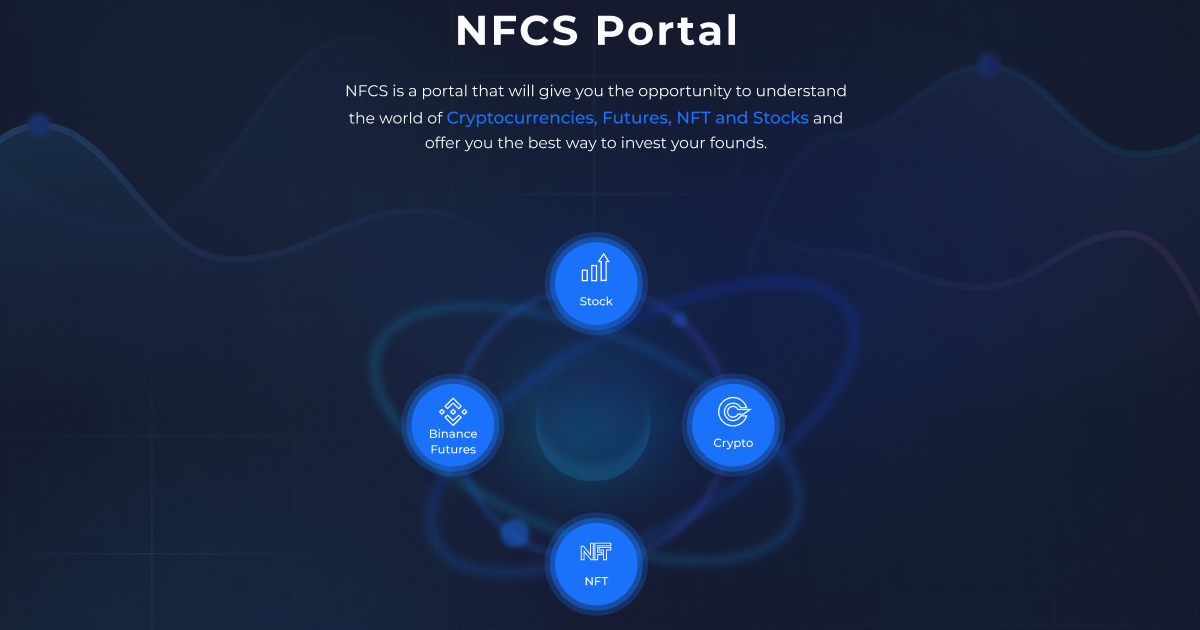 NFCS Portal
NFCS is a portal that will give you the opportunity to understand
the world of Cryptocurrencies, Futures, NFT and Stocks and
offer you the best way to invest your founds.
Stock
Binance
Futures
Crypto
NFT
NFT